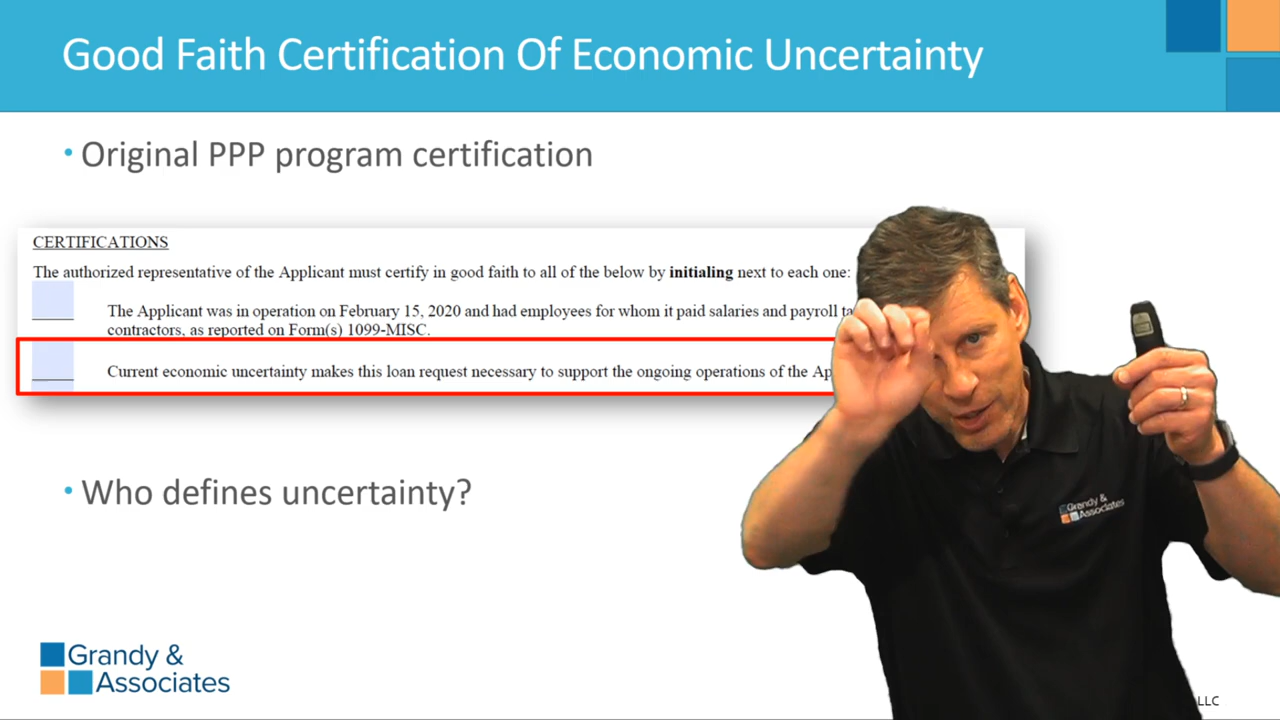 Good Faith Certification Of Economic Uncertainty
• Original PPP program certification
CERTIFICATIONS
The authorized representative of the Applicant must certify in good faith to all of the below by initialing next to each one:
The Applicant was in operation on February 15, 2020 and had employees for whom it paid salaries and payroll ta
contractors, as reported on Form(s) 1099-MISC.
Current economic uncertainty makes this loan request necessary to support the ongoing operations of the Ap
• Who defines uncertainty?
Grandy &
Associates
Grandy &
Associates
LLC